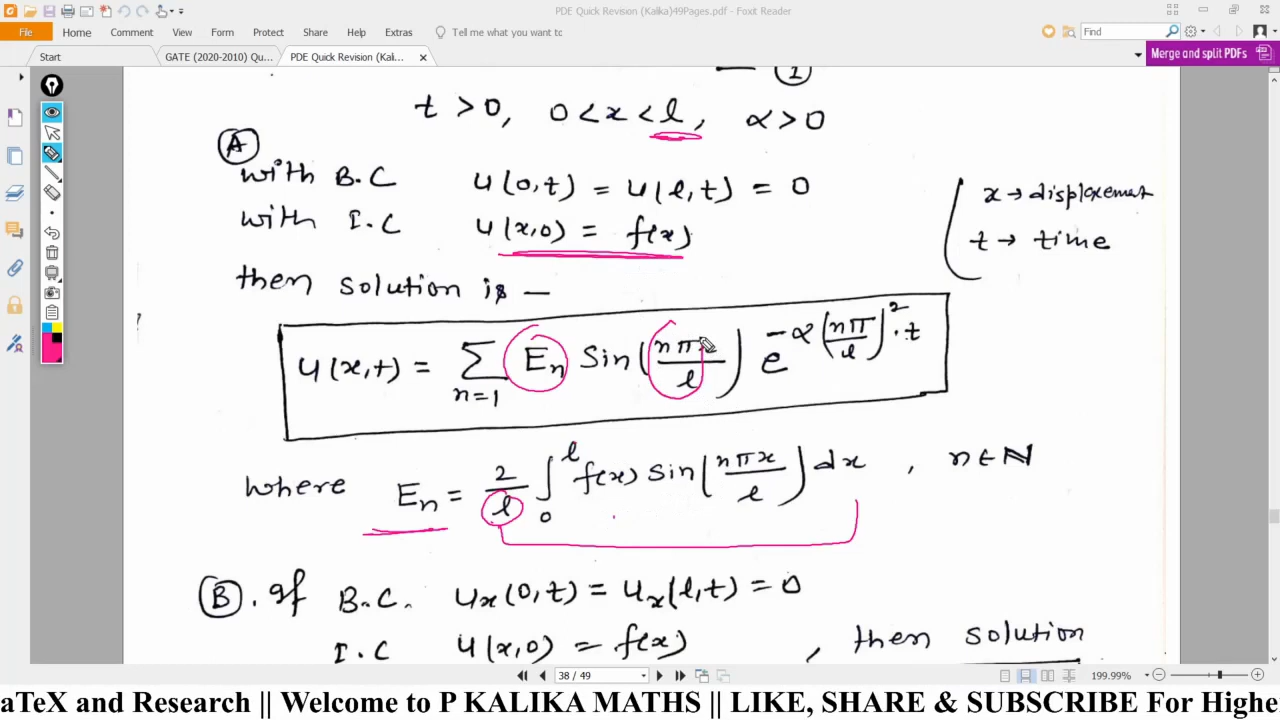 PDE Quick Revision (Kalika)49Pages.pdf - Foxit Reader
File Home Comment View Form Protect Share Help Extras Tell me what you want to Find
Start GATE (2020-2010) Qu... PDE Quick Revision (Kali... Merge and split PDFs
— ①
t > 0, 0 < x < l, α > 0
Ⓐ
with B.C u(0,t) = u(l,t) = 0
with I.C u(x,0) = f(x)
x → displacement
t → time
then solution is —
u(x,t) = Σ n=1 En Sin(nπx/l) e^-α(nπ/l)^2.t
where En = 2/l ∫0^l f(x) sin(nπx/l) dx , n∈ℕ
Ⓑ. If B.C. ux(0,t) = ux(l,t) = 0
I.C u(x,0) = f(x) , then solution
38 / 49 199.99%
aTeX and Research || Welcome to P KALIKA MATHS || LIKE, SHARE & SUBSCRIBE For Highe